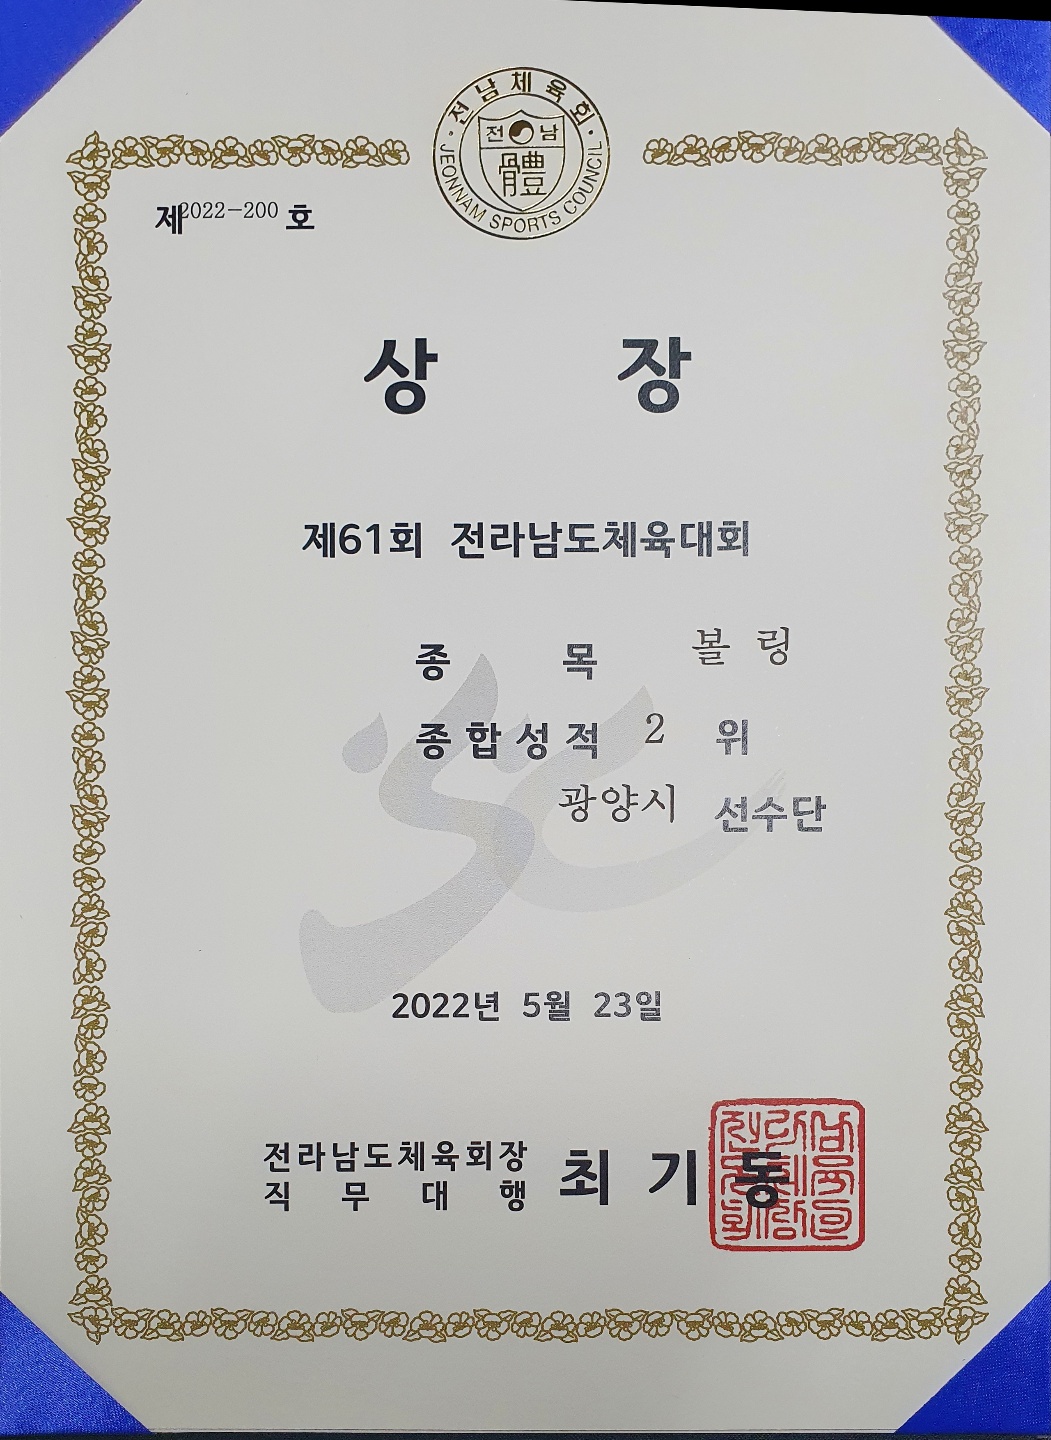 전남체육회
전 남
體
JEONNAM SPORTS COUNCIL
제2022-200 호
상 장
제61회 전라남도체육대회
종 목 볼 링
종합성적 2 위
광양시 선수단
2022년 5월 23일
전라남도체육회장
직 무 대 행 최 기 동